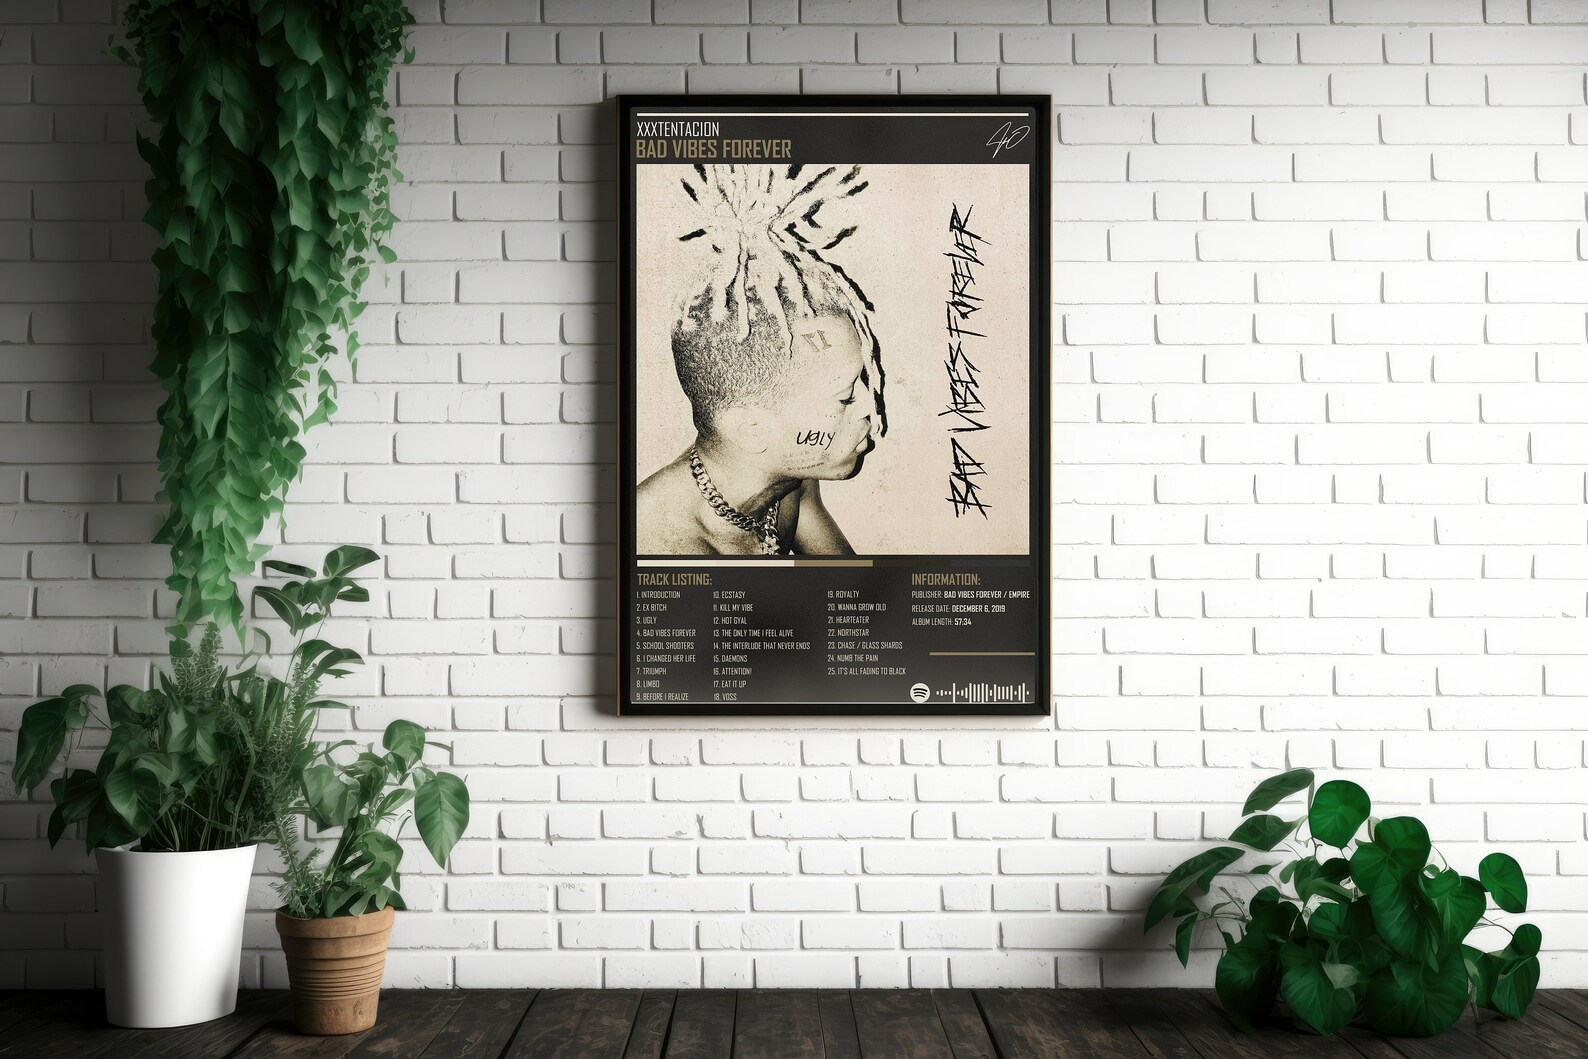 XXXTENTACION
BAD VIBES FOREVER
UGLY
BAD VIBES FOREVER
TRACK LISTING:
1. INTRODUCTION
2. EX BITCH
3. UGLY
4. BAD VIBES FOREVER
5. SCHOOL SHOOTERS
6. I CHANGED HER LIFE
7. TRIUMPH
8. LIMBO
9. BEFORE I REALIZE
10. ECSTASY
11. KILL MY VIBE
12. HOT GYAL
13. THE ONLY TIME I FEEL ALIVE
14. THE INTERLUDE THAT NEVER ENDS
15. DAEMONS
16. ATTENTION!
17. EAT IT UP
18. VOSS
19. ROYALTY
20. WANNA GROW OLD
21. HEARTEATER
22. NORTHSTAR
23. CHASE / GLASS SHARDS
24. NUMB THE PAIN
25. IT'S ALL FADING TO BLACK
INFORMATION:
PUBLISHER: BAD VIBES FOREVER / EMPIRE
RELEASE DATE: DECEMBER 6, 2019
ALBUM LENGTH: 57:34